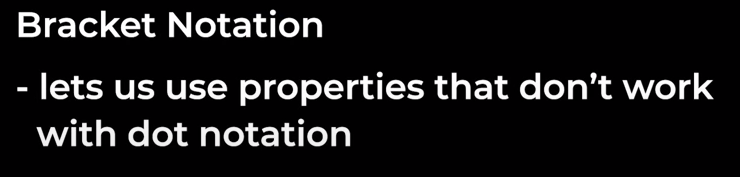 Bracket Notation
- lets us use properties that don’t work
with dot notation